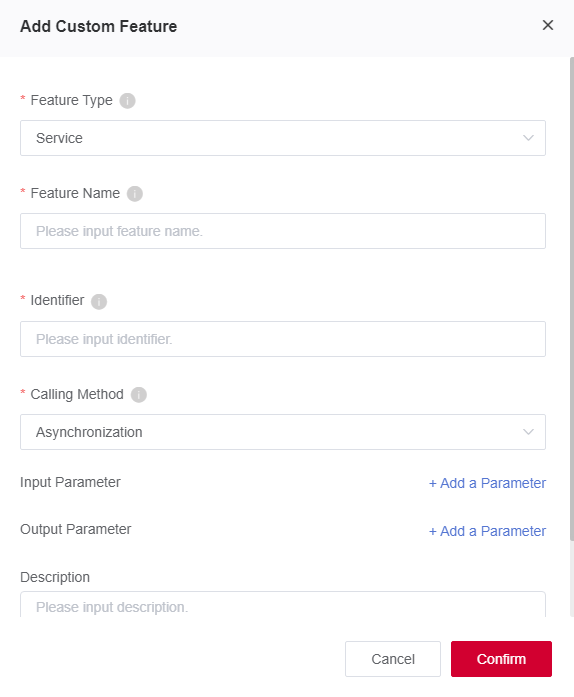 Add Custom Feature
* Feature Type
Service
* Feature Name
Please input feature name.
* Identifier
Please input identifier.
* Calling Method
Asynchronization
Input Parameter + Add a Parameter
Output Parameter + Add a Parameter
Description
Please input description.
Cancel Confirm